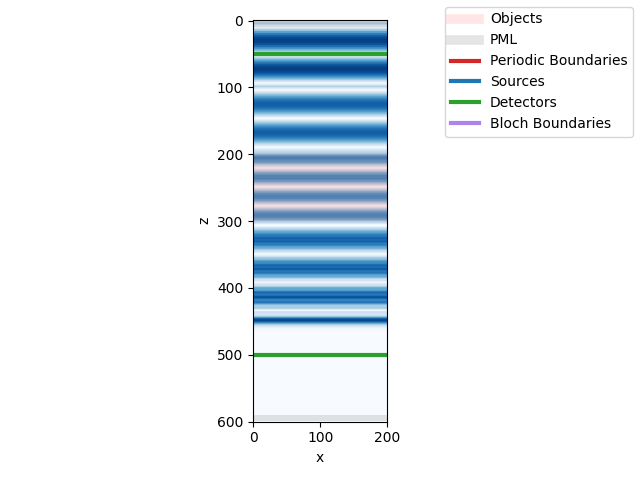 Objects
PML
Periodic Boundaries
Sources
Detectors
Bloch Boundaries
0
100
200
300
400
500
600
z
0 100 200
x